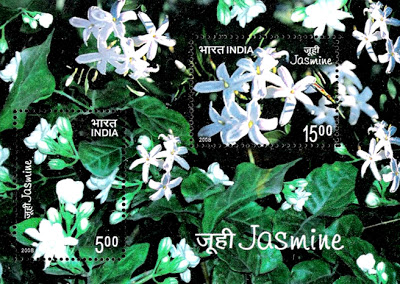 भारत INDIA
जूही
Jasmine
2008
15.00
भारत
INDIA
जूही Jasmine
2008
5.00
जूही Jasmine